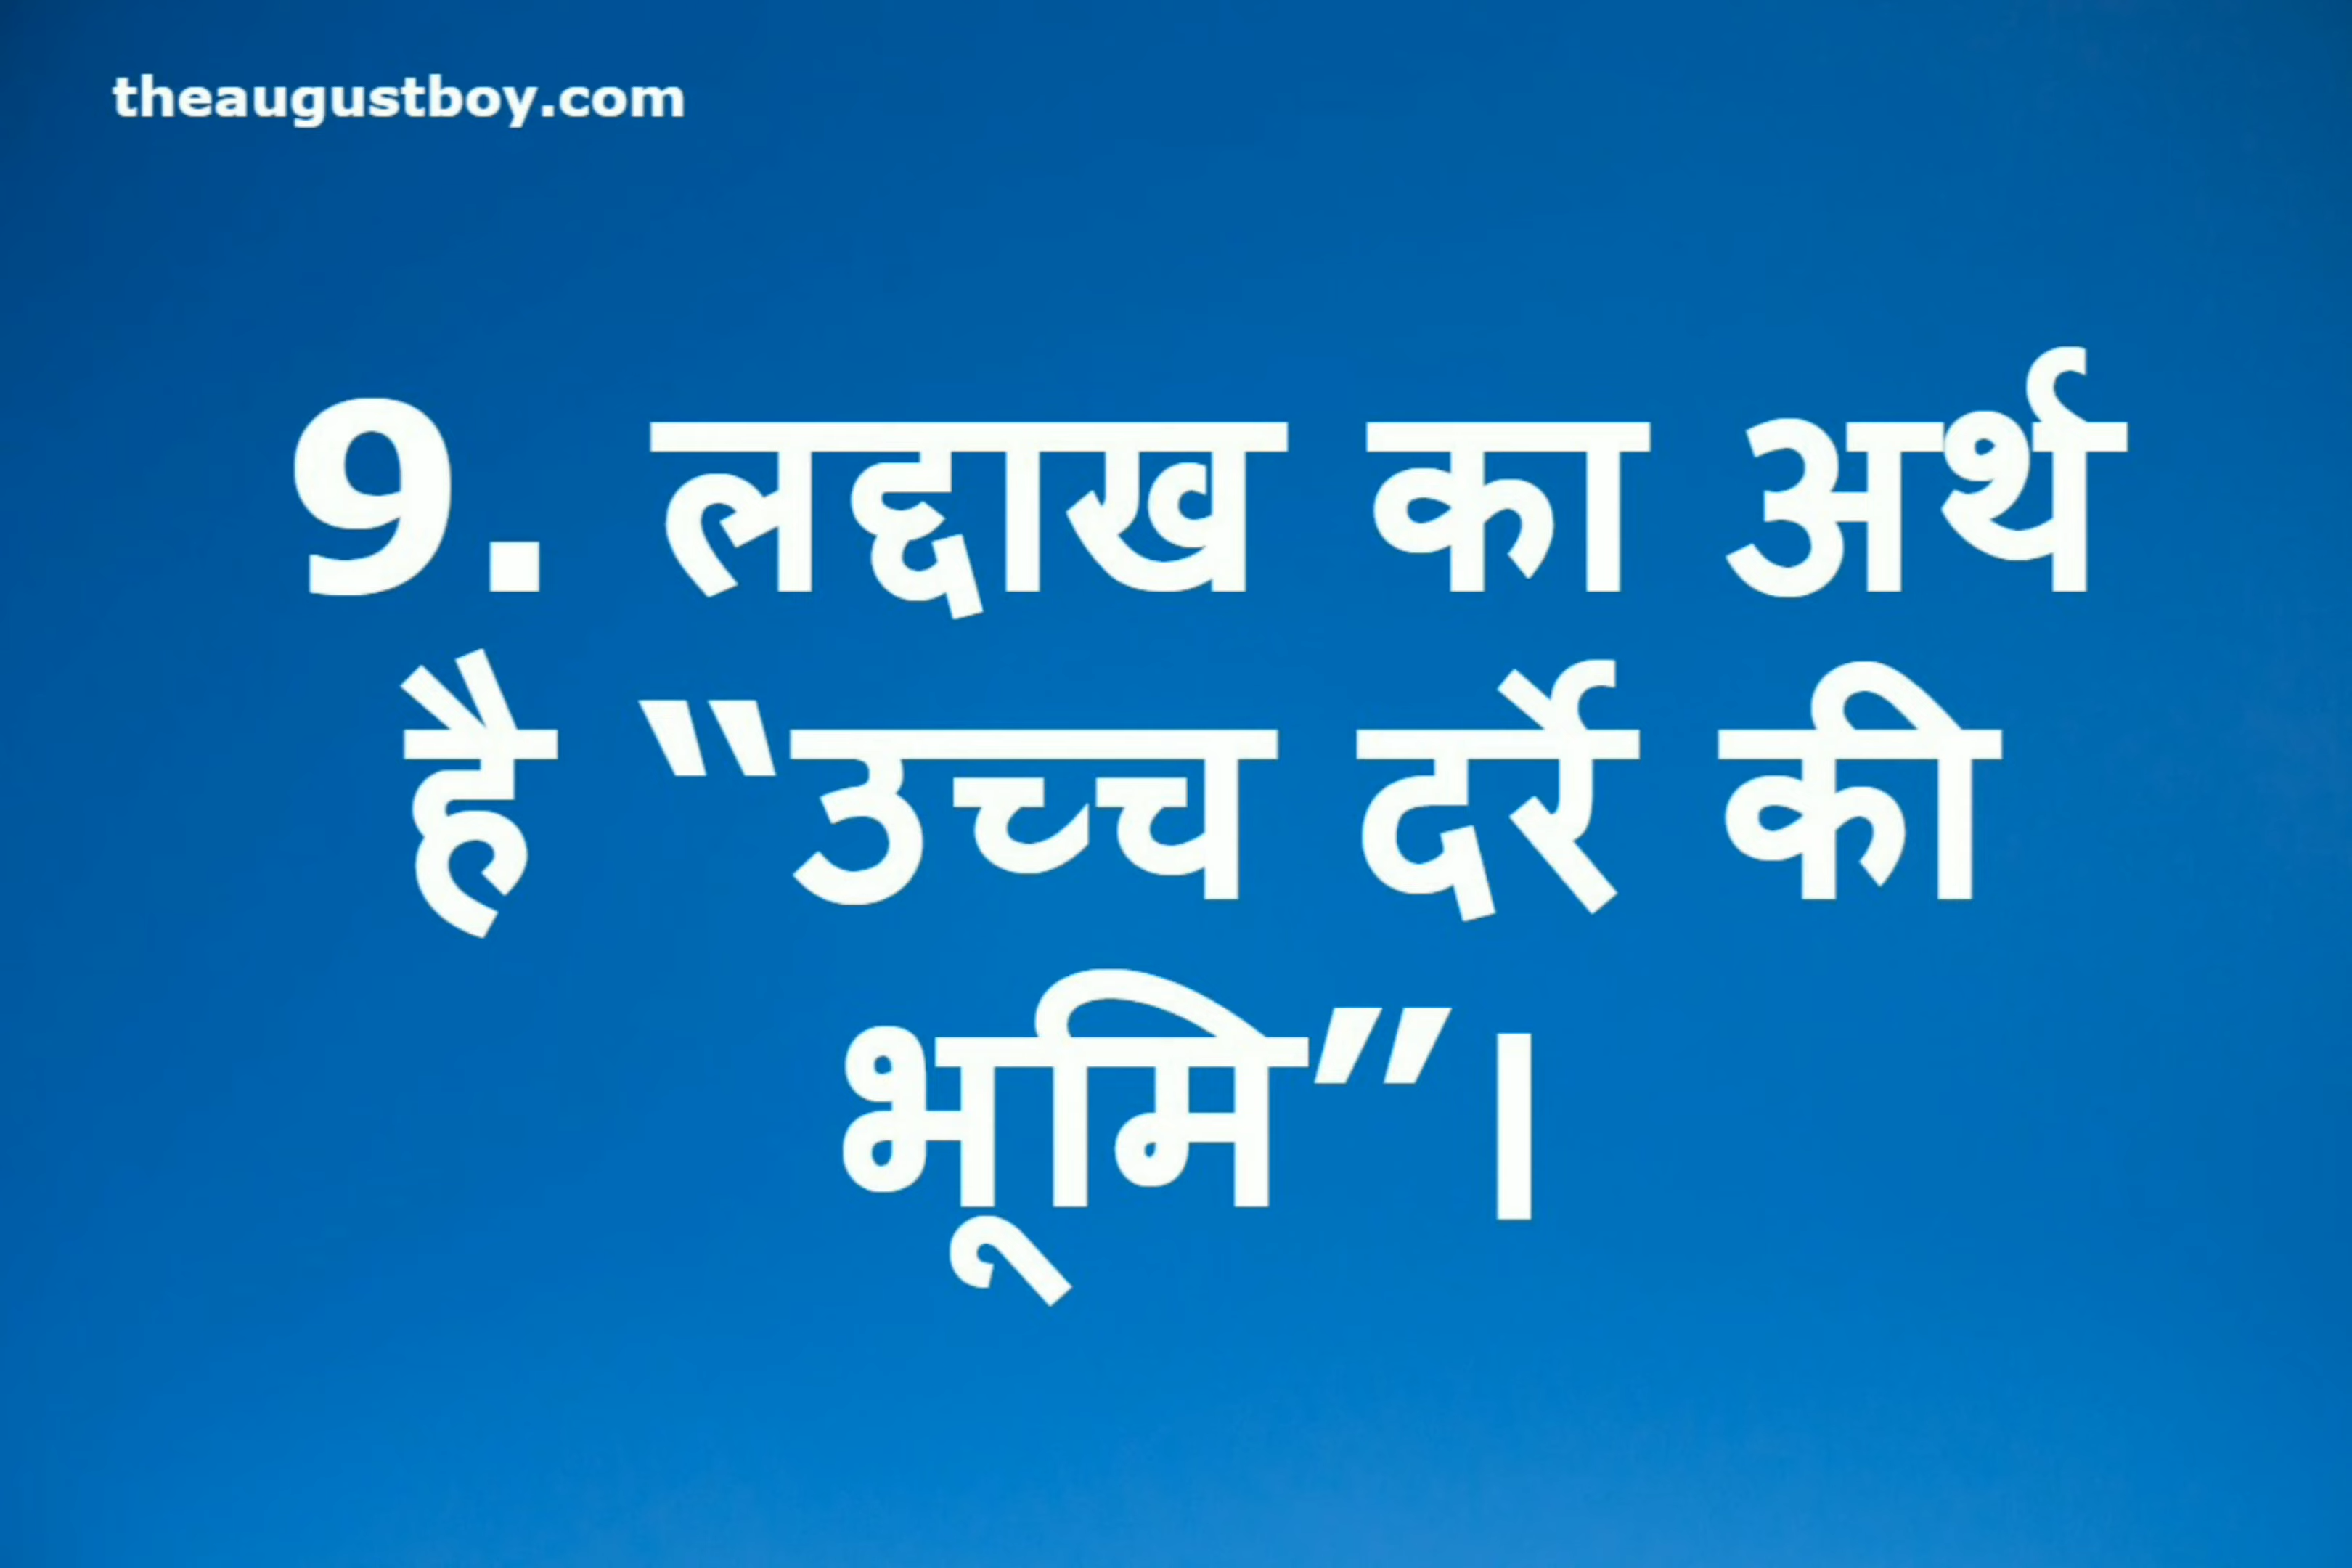 theaugustboy.com
9. लद्दाख का अर्थ
है “उच्च दर्रे की
भूमि”।